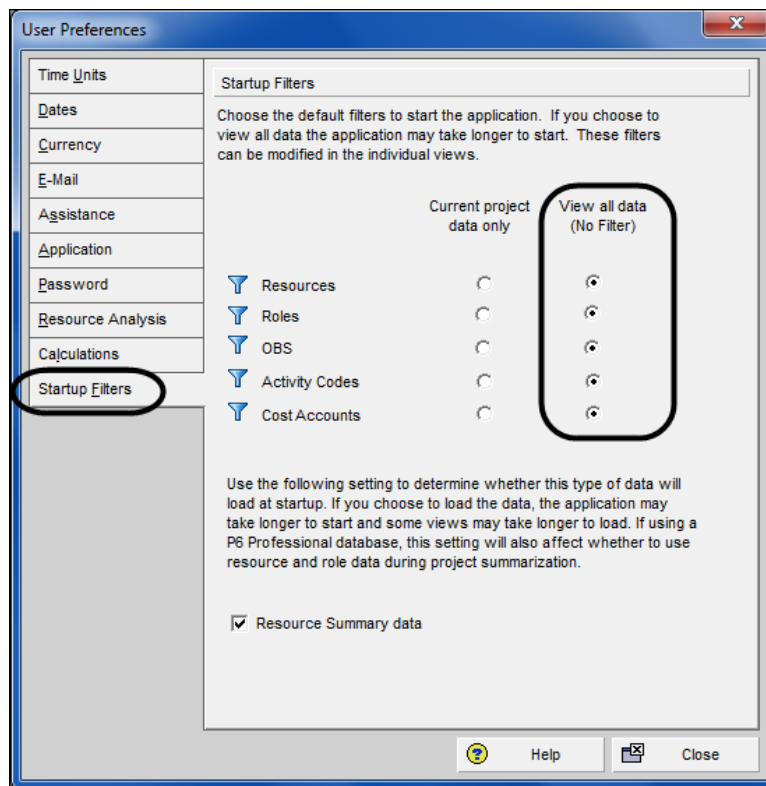 User Preferences
Time Units
Dates
Currency
E-Mail
Assistance
Application
Password
Resource Analysis
Calculations
Startup Filters
Startup Filters
Choose the default filters to start the application. If you choose to
view all data the application may take longer to start. These filters
can be modified in the individual views.
Current project
data only
View all data
(No Filter)
Resources
Roles
OBS
Activity Codes
Cost Accounts
Use the following setting to determine whether this type of data will
load at startup. If you choose to load the data, the application may
take longer to start and some views may take longer to load. If using a
P6 Professional database, this setting will also affect whether to use
resource and role data during project summarization.
Resource Summary data
Help
Close